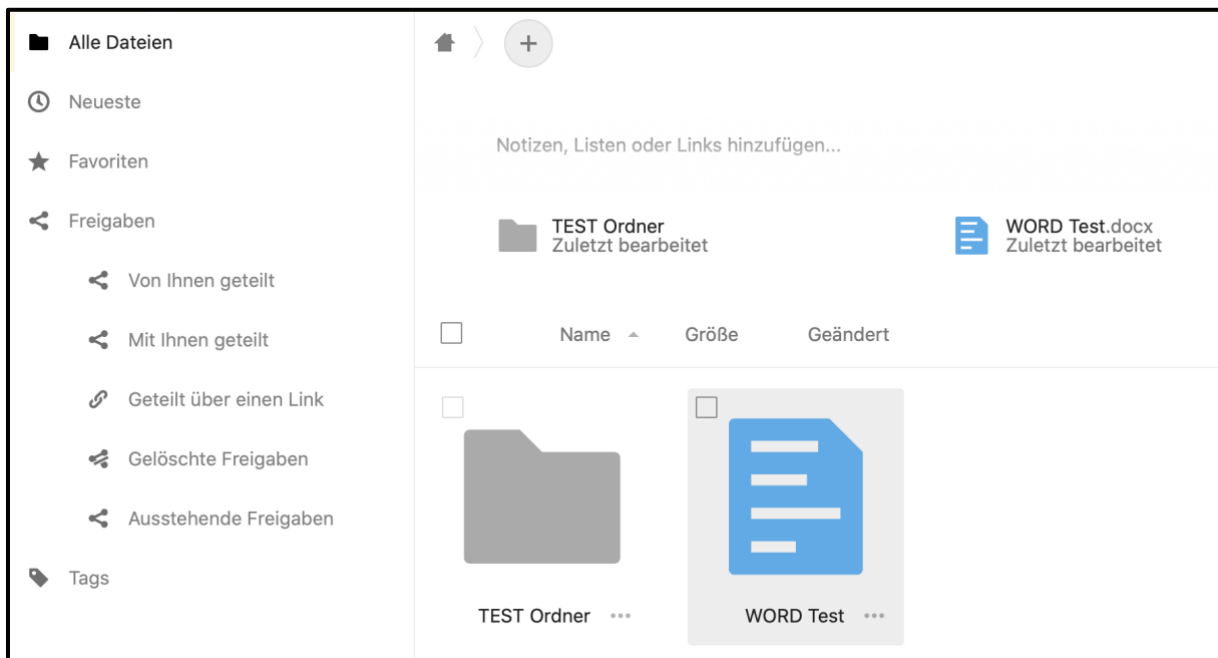 Alle Dateien
Neueste
Favoriten
Freigaben
Von Ihnen geteilt
Mit Ihnen geteilt
Geteilt über einen Link
Gelöschte Freigaben
Ausstehende Freigaben
Tags
Notizen, Listen oder Links hinzufügen...
TEST Ordner
Zuletzt bearbeitet
WORD Test.docx
Zuletzt bearbeitet
Name Größe Geändert
TEST Ordner
WORD Test